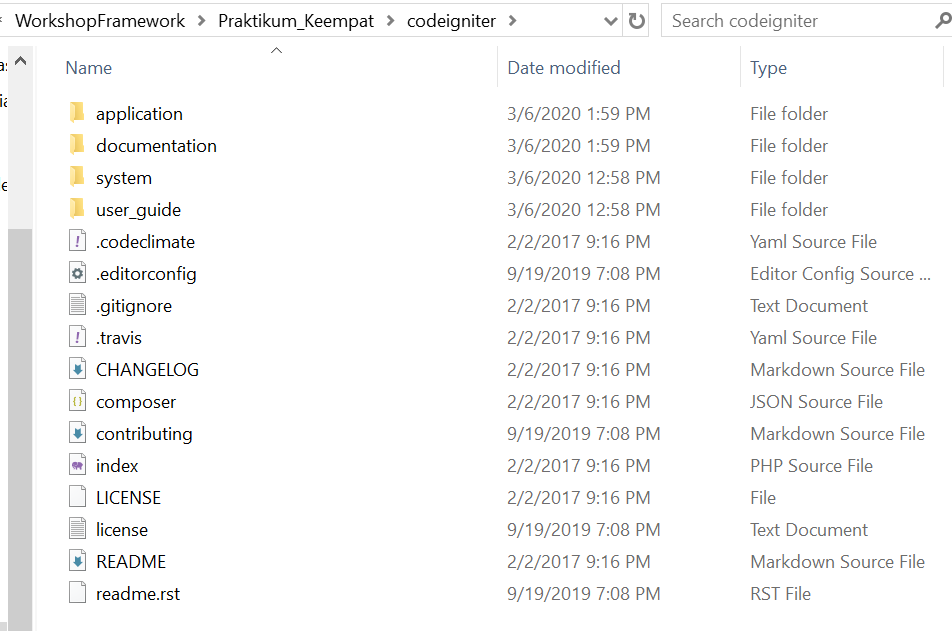 WorkshopFramework > Praktikum_Keempat > codeigniter >
Search codeigniter
Name Date modified Type
application 3/6/2020 1:59 PM File folder
documentation 3/6/2020 1:59 PM File folder
system 3/6/2020 12:58 PM File folder
user_guide 3/6/2020 12:58 PM File folder
.codeclimate 2/2/2017 9:16 PM Yaml Source File
.editorconfig 9/19/2019 7:08 PM Editor Config Source ...
.gitignore 2/2/2017 9:16 PM Text Document
.travis 2/2/2017 9:16 PM Yaml Source File
CHANGELOG 2/2/2017 9:16 PM Markdown Source File
composer 2/2/2017 9:16 PM JSON Source File
contributing 9/19/2019 7:08 PM Markdown Source File
index 2/2/2017 9:16 PM PHP Source File
LICENSE 2/2/2017 9:16 PM File
license 9/19/2019 7:08 PM Text Document
README 2/2/2017 9:16 PM Markdown Source File
readme.rst 9/19/2019 7:08 PM RST File